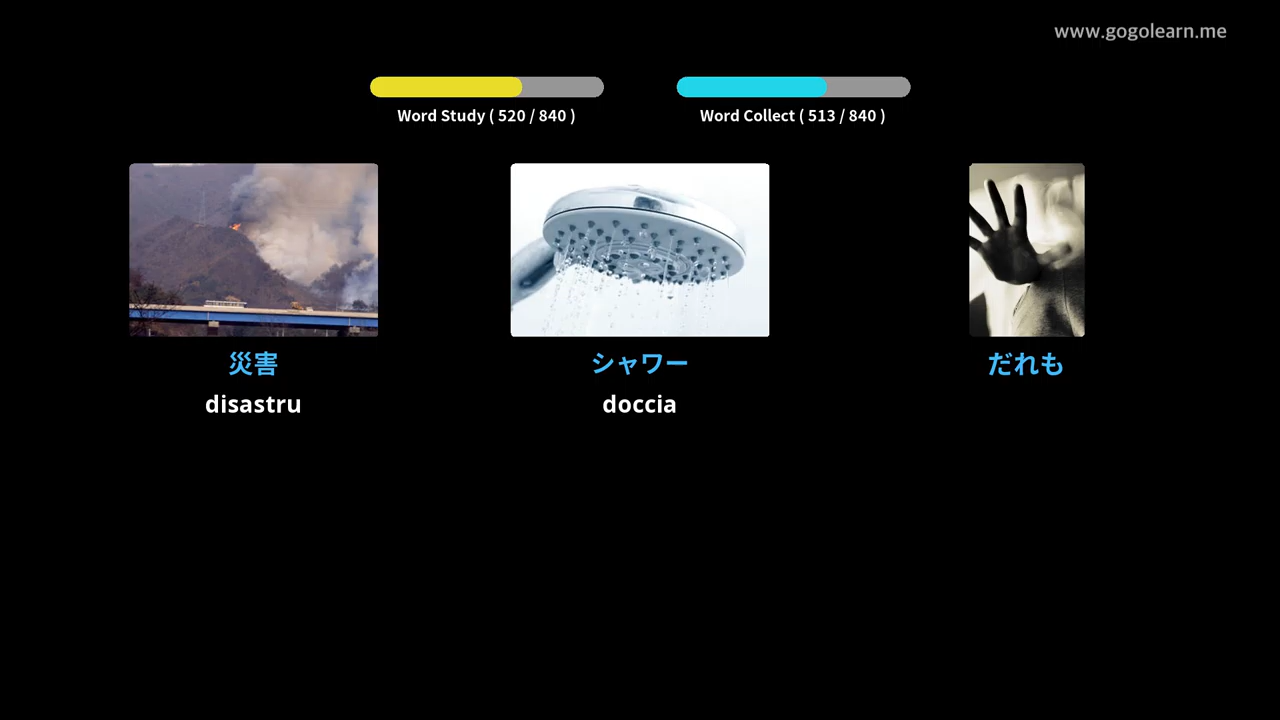 www.gogolearn.me
Word Study ( 520 / 840 )
Word Collect ( 513 / 840 )
災害
disastru
シャワー
doccia
だれも